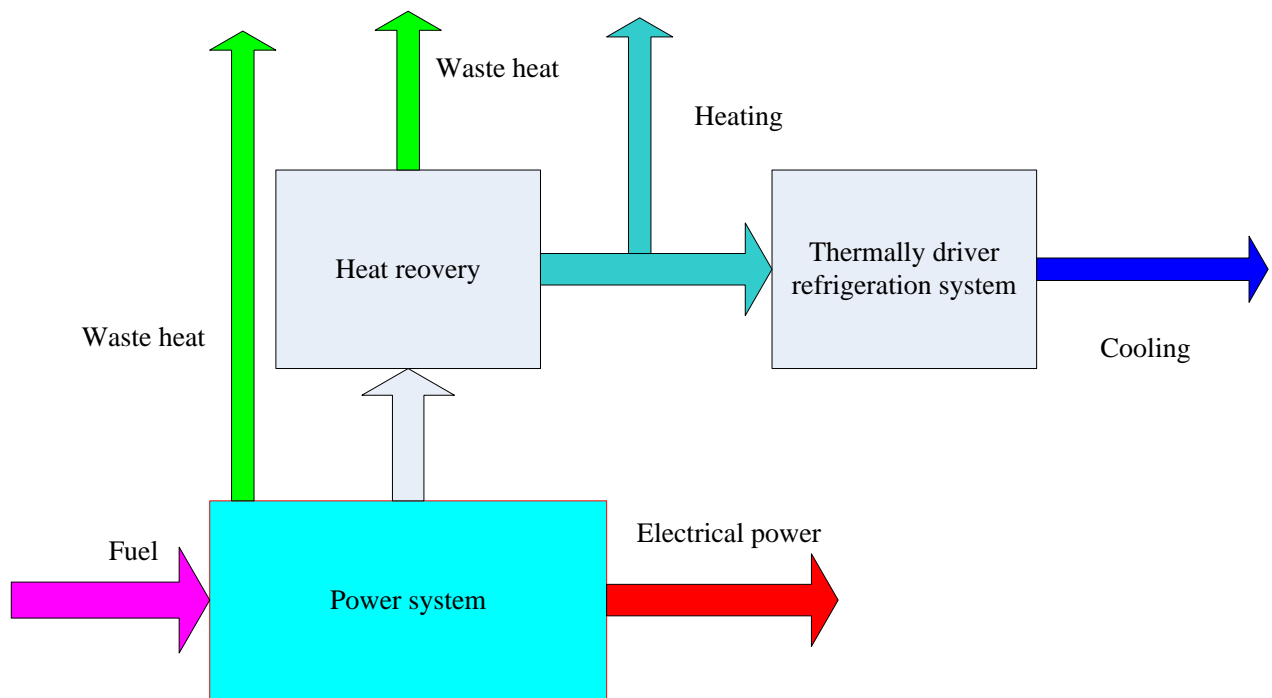 Waste heat
Heating
Heat reovery
Thermally driver
refrigeration system
Waste heat
Cooling
Fuel
Electrical power
Power system